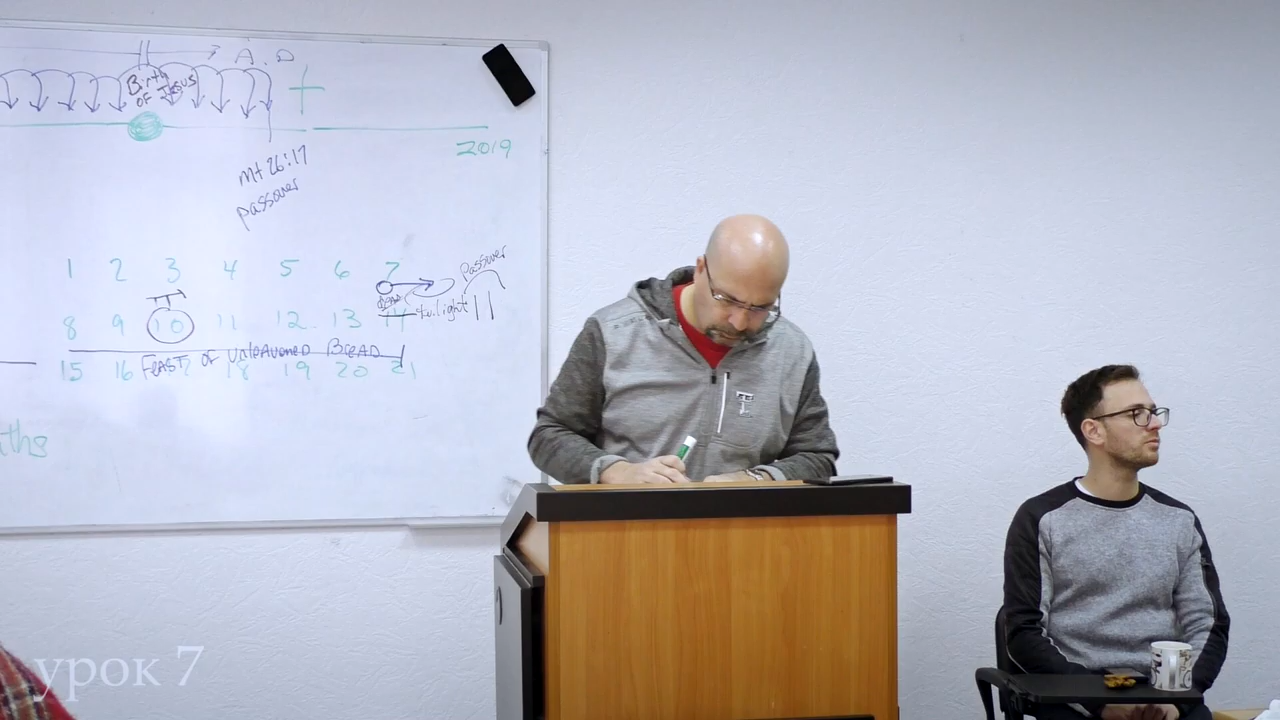 A.D
Birth
of Jesus
2019
mt 26:17
passover
1 2 3 4 5 6 7
passover
twilight
8 9 10 11 12 13 14
FEAST OF UNLEAVENED BREAD
15 16 18 19 20 21
ths
урок 7